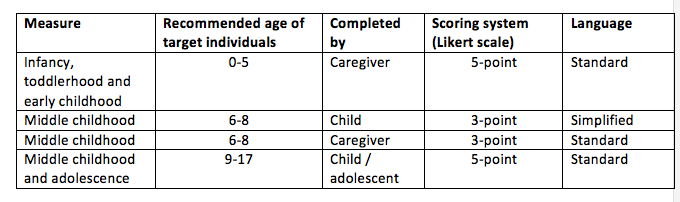 Measure Recommended age of target individuals Completed by Scoring system (Likert scale) Language
Infancy, toddlerhood and early childhood 0-5 Caregiver 5-point Standard
Middle childhood 6-8 Child 3-point Simplified
Middle childhood 6-8 Caregiver 3-point Standard
Middle childhood and adolescence 9-17 Child / adolescent 5-point Standard